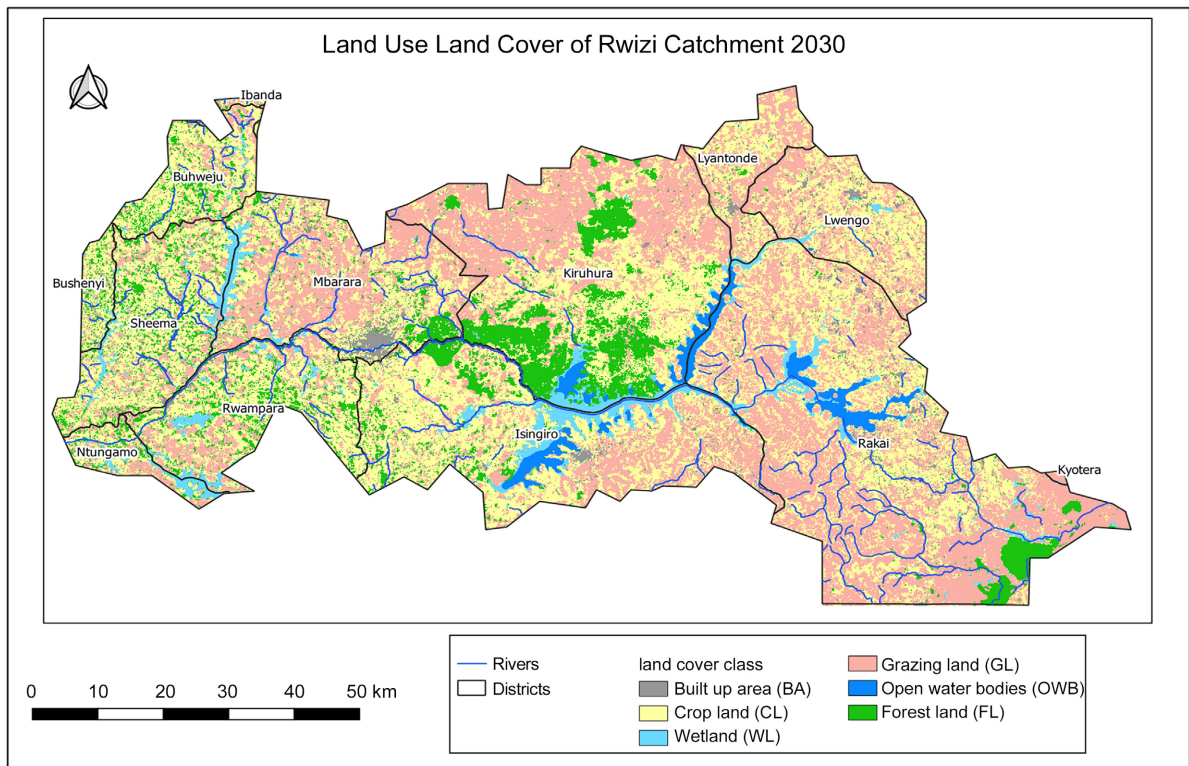 Land Use Land Cover of Rwizi Catchment 2030
Ibanda
Lyantonde
Buhweju
Lwengo
Kiruhura
Bushenyi
Mbarara
Sheema
Rwampara
Isingiro
Rakai
Ntungamo
Kyotera
Rivers
Districts
land cover class
Built up area (BA)
Crop land (CL)
Wetland (WL)
Grazing land (GL)
Open water bodies (OWB)
Forest land (FL)
0 10 20 30 40 50 km